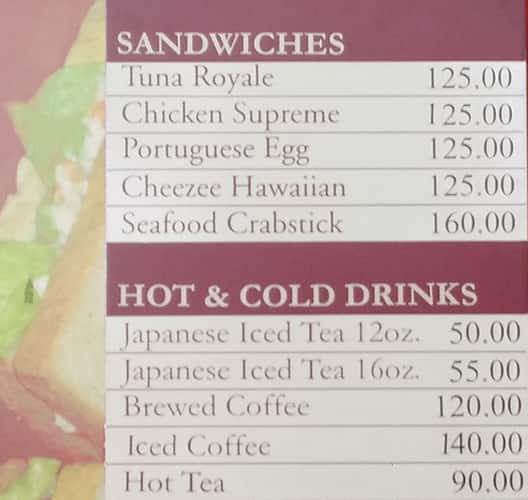 SANDWICHES
Tuna Royale 125.00
Chicken Supreme 125.00
Portuguese Egg 125.00
Cheezee Hawaiian 125.00
Seafood Crabstick 160.00
HOT & COLD DRINKS
Japanese Iced Tea 12oz. 50.00
Japanese Iced Tea 16oz. 55.00
Brewed Coffee 120.00
Iced Coffee 140.00
Hot Tea 90.00